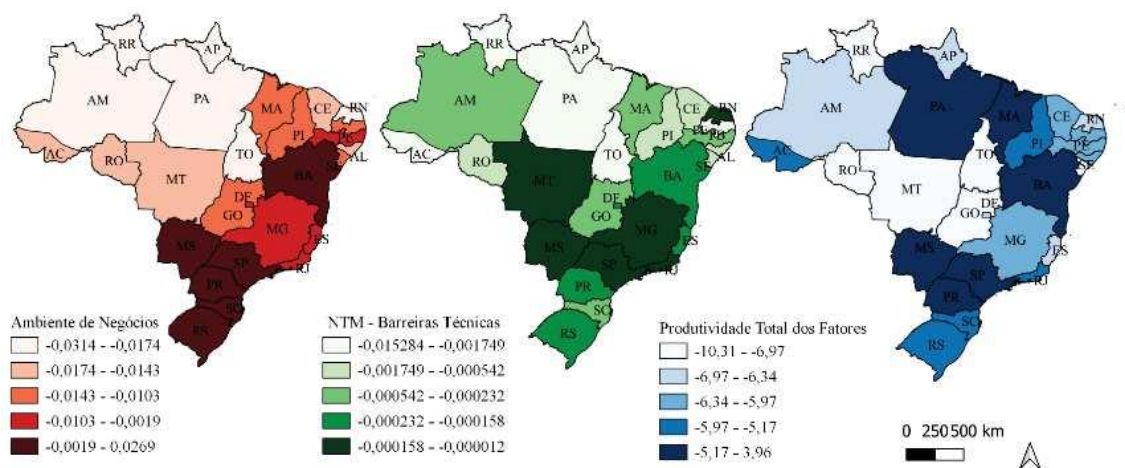 RR
AP
AM
PA
MA
CE
RN
PI
PE
AL
AC
RO
TO
SE
BA
MT
DF
GO
MG
ES
MS
SP
RJ
PR
SC
RS
Ambiente de Negócios
-0,0314 - -0,0174
-0,0174 - -0,0143
-0,0143 - -0,0103
-0,0103 - -0,0019
-0,0019 - 0,0269
RR
AP
AM
PA
MA
CE
RN
PI
PE
PB
AL
AC
RO
TO
SE
BA
MT
DE
GO
MG
ES
MS
SP
RJ
PR
SC
RS
NTM - Barreiras Técnicas
-0,015284 - -0,001749
-0,001749 - -0,000542
-0,000542 - -0,000232
-0,000232 - -0,000158
-0,000158 - -0,000012
RR
AP
AM
PA
MA
CE
RN
PI
PE
AC
RO
TO
SE
BA
MT
DE
GO
MG
ES
MS
SP
RJ
PR
SC
RS
Produtividade Total dos Fatores
-10,31 - -6,97
-6,97 - -6,34
-6,34 - -5,97
-5,97 - -5,17
-5,17 - 3,96
0 250500 km